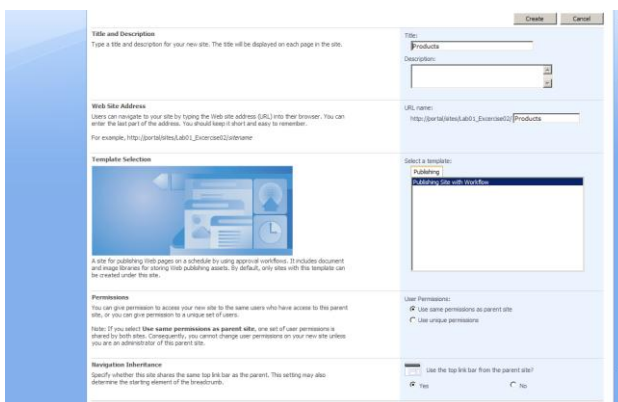 Create Cancel
Title and Description
Type a title and description for your new site. The title will be displayed on each page in the site.
Title:
Products
Description:
Web Site Address
Users can navigate to your site by typing the Web site address (URL) into their browser. You can
enter the last part of the address. You should keep it short and easy to remember.
For example, http://portal/sites/Lab01_Excercise02/sitename
URL name:
http://portal/sites/Lab01_Excercise02/ Products
Template Selection
Select a template:
Publishing
Publishing Site with Workflow
A site for publishing Web pages on a schedule by using approval workflows. It includes document
and image libraries for storing Web publishing assets. By default, only sites with this template can
be created under this site.
Permissions
You can give permission to access your new site to the same users who have access to this parent
site, or you can give permission to a unique set of users.
Note: If you select Use same permissions as parent site, one set of user permissions is
shared by both sites. Consequently, you cannot change user permissions on your new site unless
you are an administrator of this parent site.
User Permissions:
Use same permissions as parent site
Use unique permissions
Navigation Inheritance
Specify whether this site shares the same top link bar as the parent. This setting may also
determine the starting element of the breadcrumb.
Use the top link bar from the parent site?
Yes No